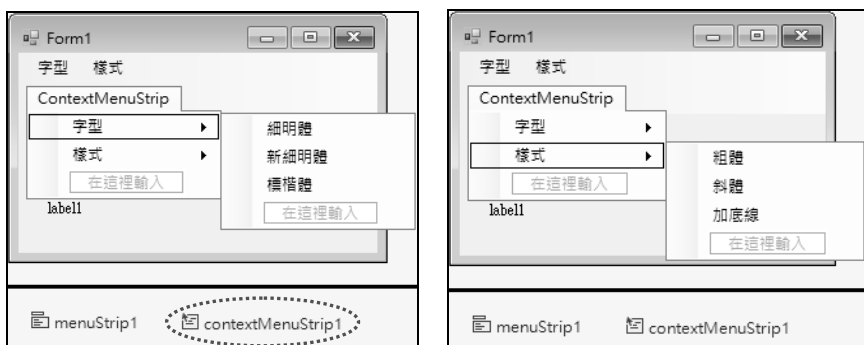 Form1
字型 樣式
ContextMenuStrip
字型
細明體
樣式
新細明體
在這裡輸入
標楷體
label1
在這裡輸入
menuStrip1
contextMenuStrip1
Form1
字型 樣式
ContextMenuStrip
字型
樣式
粗體
在這裡輸入
斜體
label1
加底線
在這裡輸入
menuStrip1
contextMenuStrip1